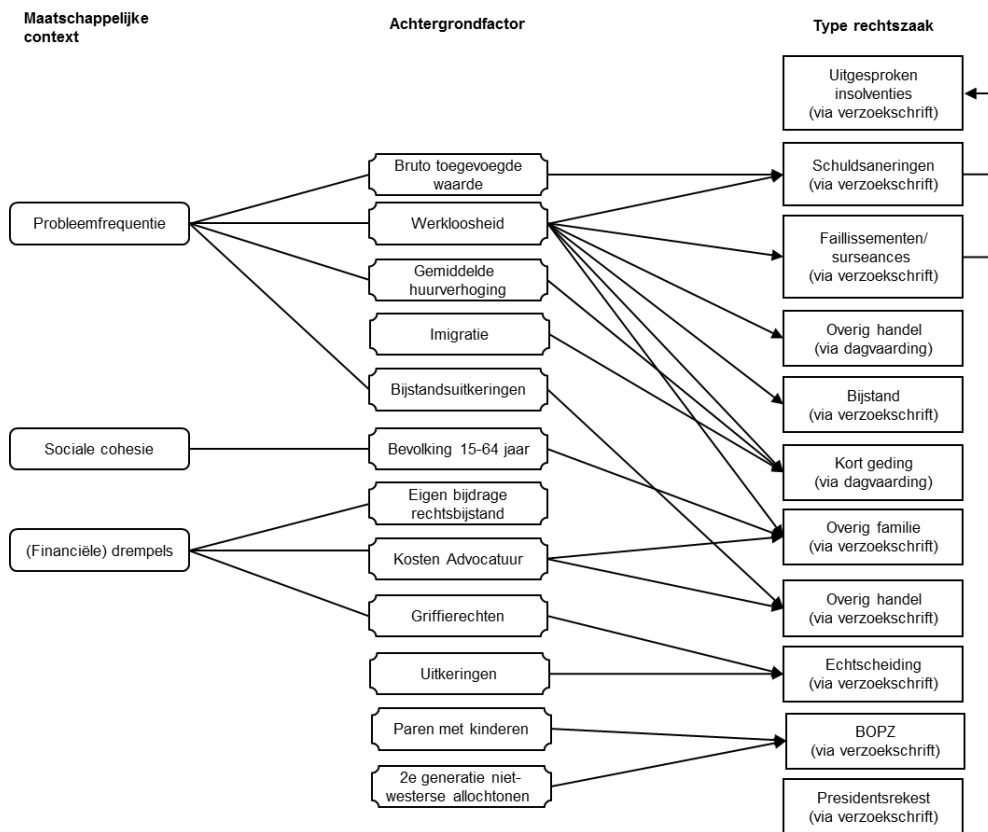 Maatschappelijke
context
Achtergrondfactor
Type rechtszaak
Probleemfrequentie
Sociale cohesie
(Financiële) drempels
Bruto toegevoegde
waarde
Werkloosheid
Gemiddelde
huurverhoging
Imigratie
Bijstandsuitkeringen
Bevolking 15-64 jaar
Eigen bijdrage
rechtsbijstand
Kosten Advocatuur
Griffierechten
Uitkeringen
Paren met kinderen
2e generatie niet-
westerse allochtonen
Uitgesproken
insolventies
(via verzoekschrift)
Schuldsaneringen
(via verzoekschrift)
Faillissementen/
surseances
(via verzoekschrift)
Overig handel
(via dagvaarding)
Bijstand
(via verzoekschrift)
Kort geding
(via dagvaarding)
Overig familie
(via verzoekschrift)
Overig handel
(via verzoekschrift)
Echtscheiding
(via verzoekschrift)
BOPZ
(via verzoekschrift)
Presidentsrekest
(via verzoekschrift)